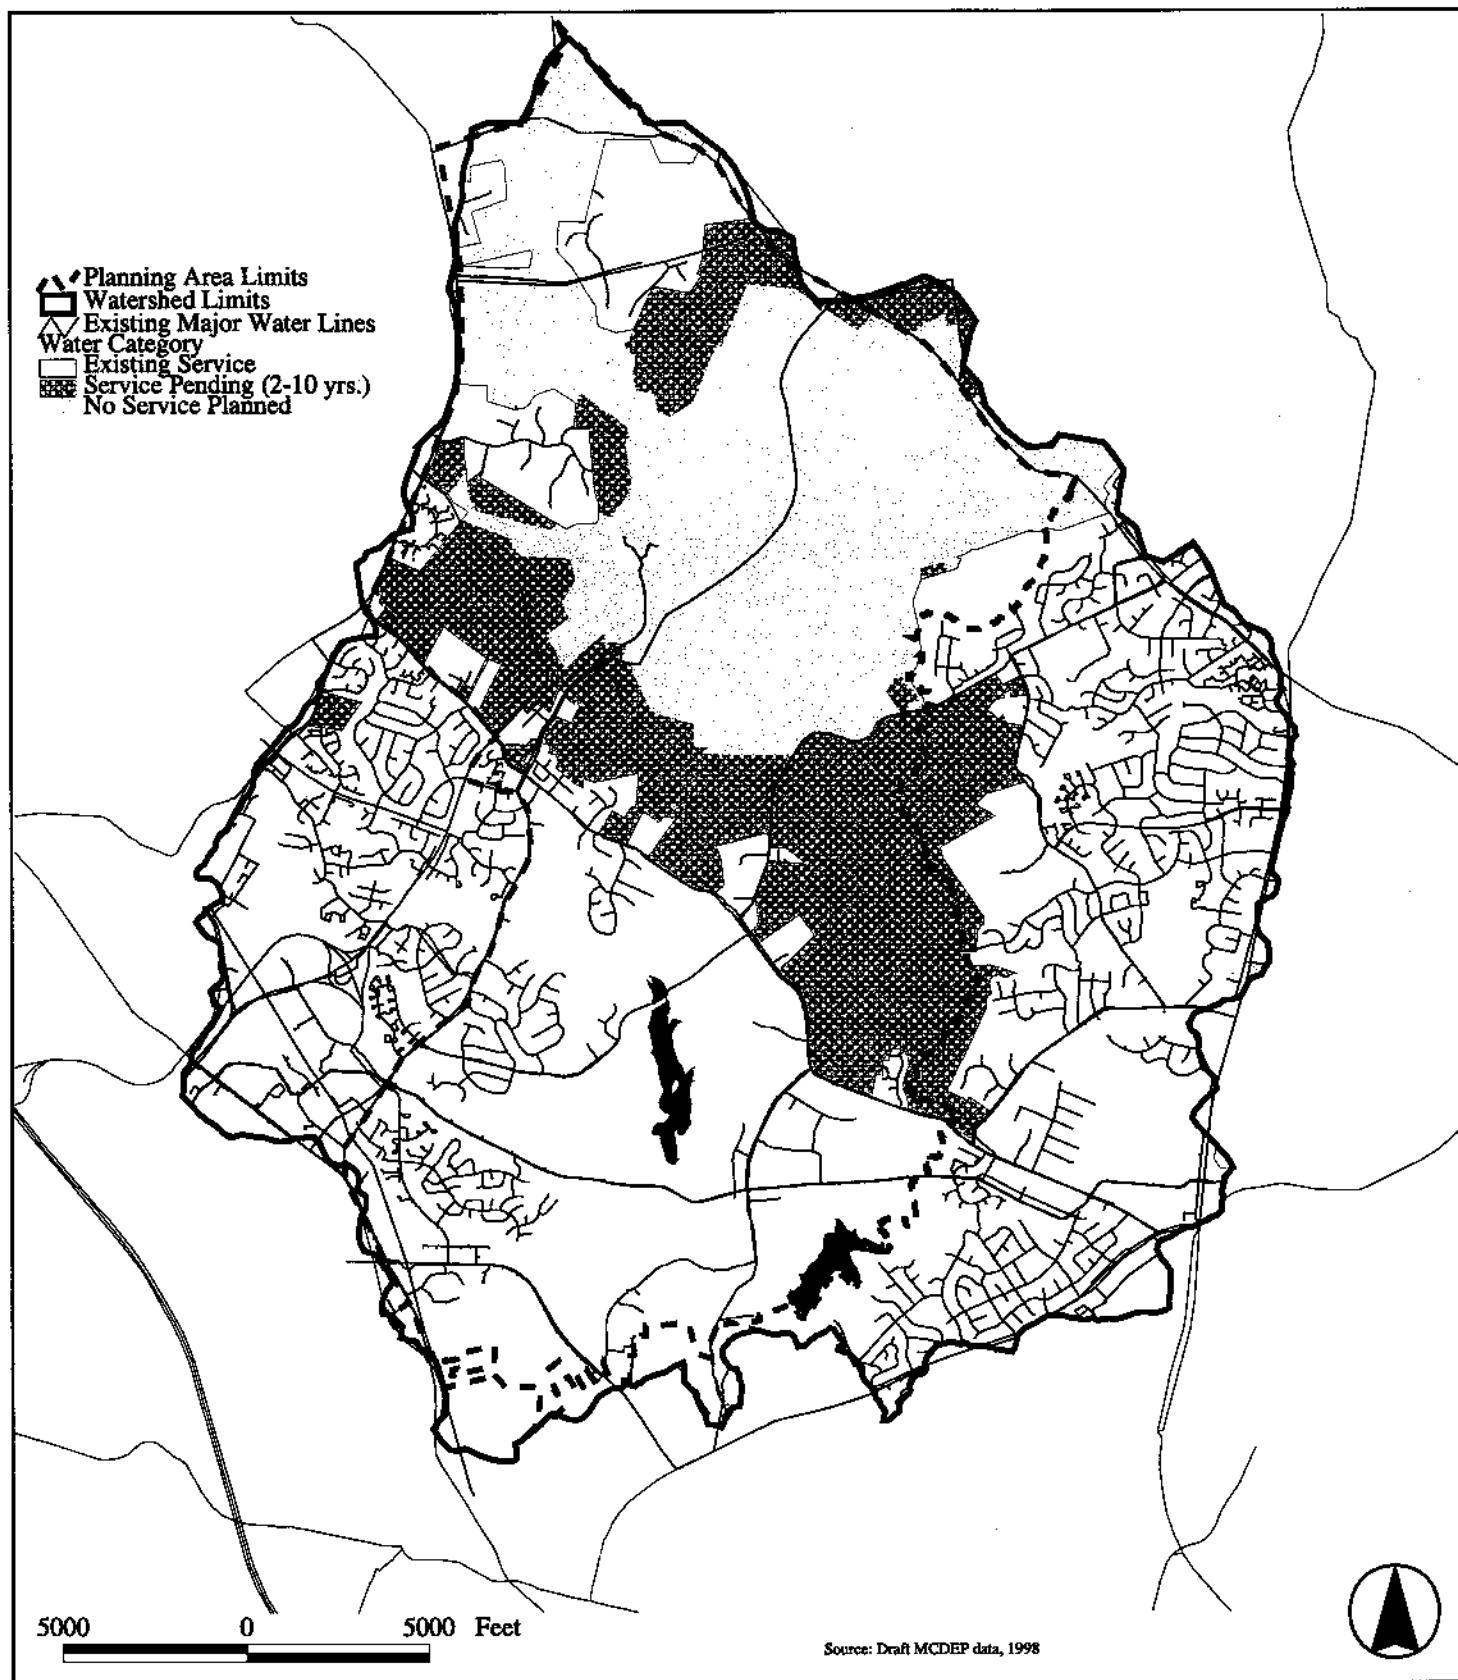 Planning Area Limits
Watershed Limits
Existing Major Water Lines
Water Category
Existing Service
Service Pending (2-10 yrs.)
No Service Planned
5000 0 5000 Feet
Source: Draft MCDEP data, 1998